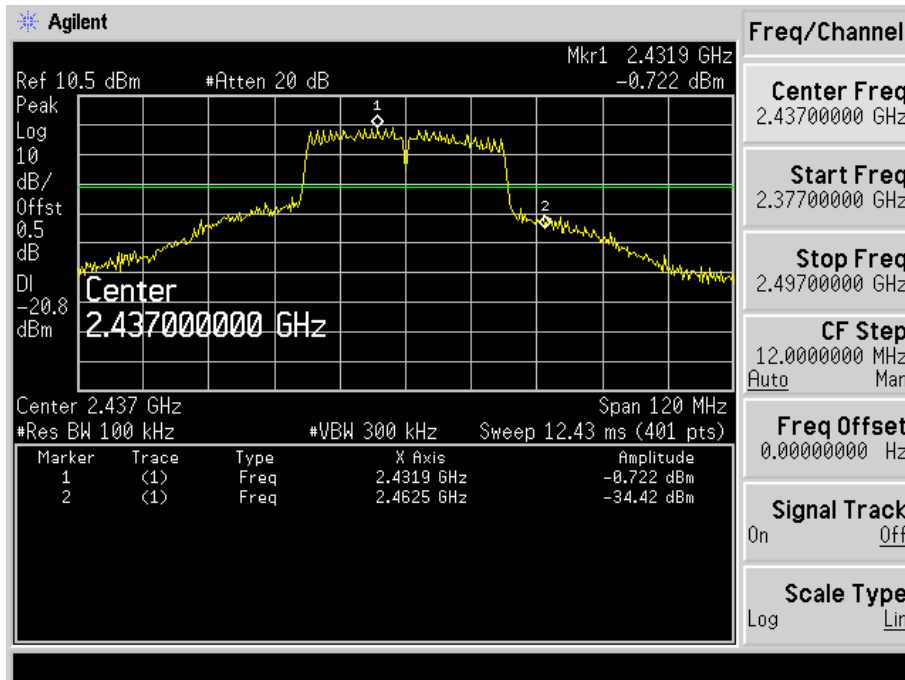 Agilent
Freq/Channel
Mkr1 2.4319 GHz
Ref 10.5 dBm #Atten 20 dB -0.722 dBm
Peak
Log
10
dB/
Offst
0.5
dB
DI
-20.8
dBm
1
2
Center
2.437000000 GHz
Center 2.437 GHz Span 120 MHz
#Res BW 100 kHz #VBW 300 kHz Sweep 12.43 ms (401 pts)
Marker Trace Type X Axis Amplitude
1 (1) Freq 2.4319 GHz -0.722 dBm
2 (1) Freq 2.4625 GHz -34.42 dBm
Center Freq
2.43700000 GHz
Start Freq
2.37700000 GHz
Stop Freq
2.49700000 GHz
CF Step
12.0000000 MHz
Auto Man
Freq Offset
0.00000000 Hz
Signal Track
On Off
Scale Type
Log Lin